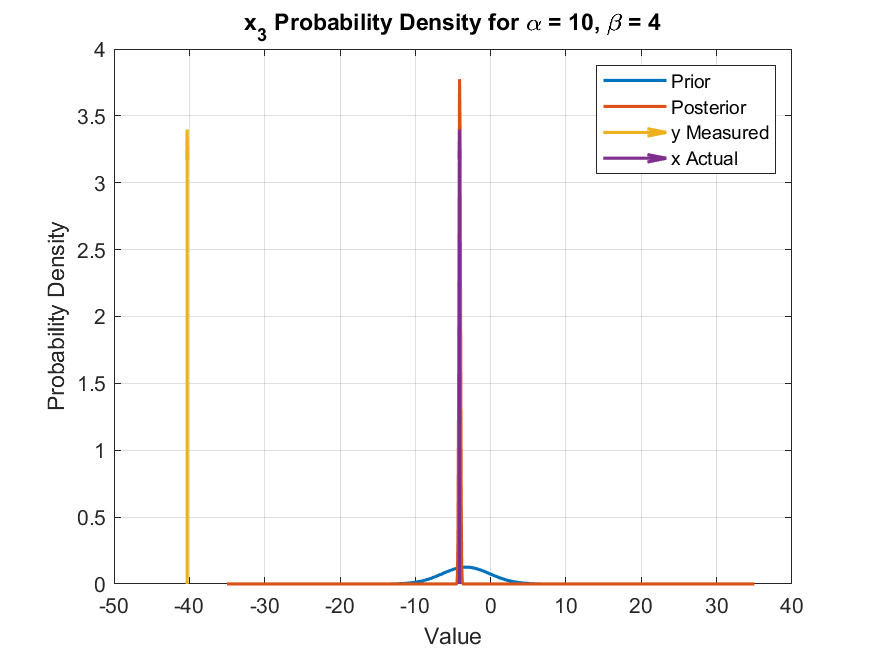 x3 Probability Density for α = 10, β = 4
4
3.5
3
2.5
2
1.5
1
0.5
0
Probability Density
Prior
Posterior
y Measured
x Actual
-50 -40 -30 -20 -10 0 10 20 30 40
Value